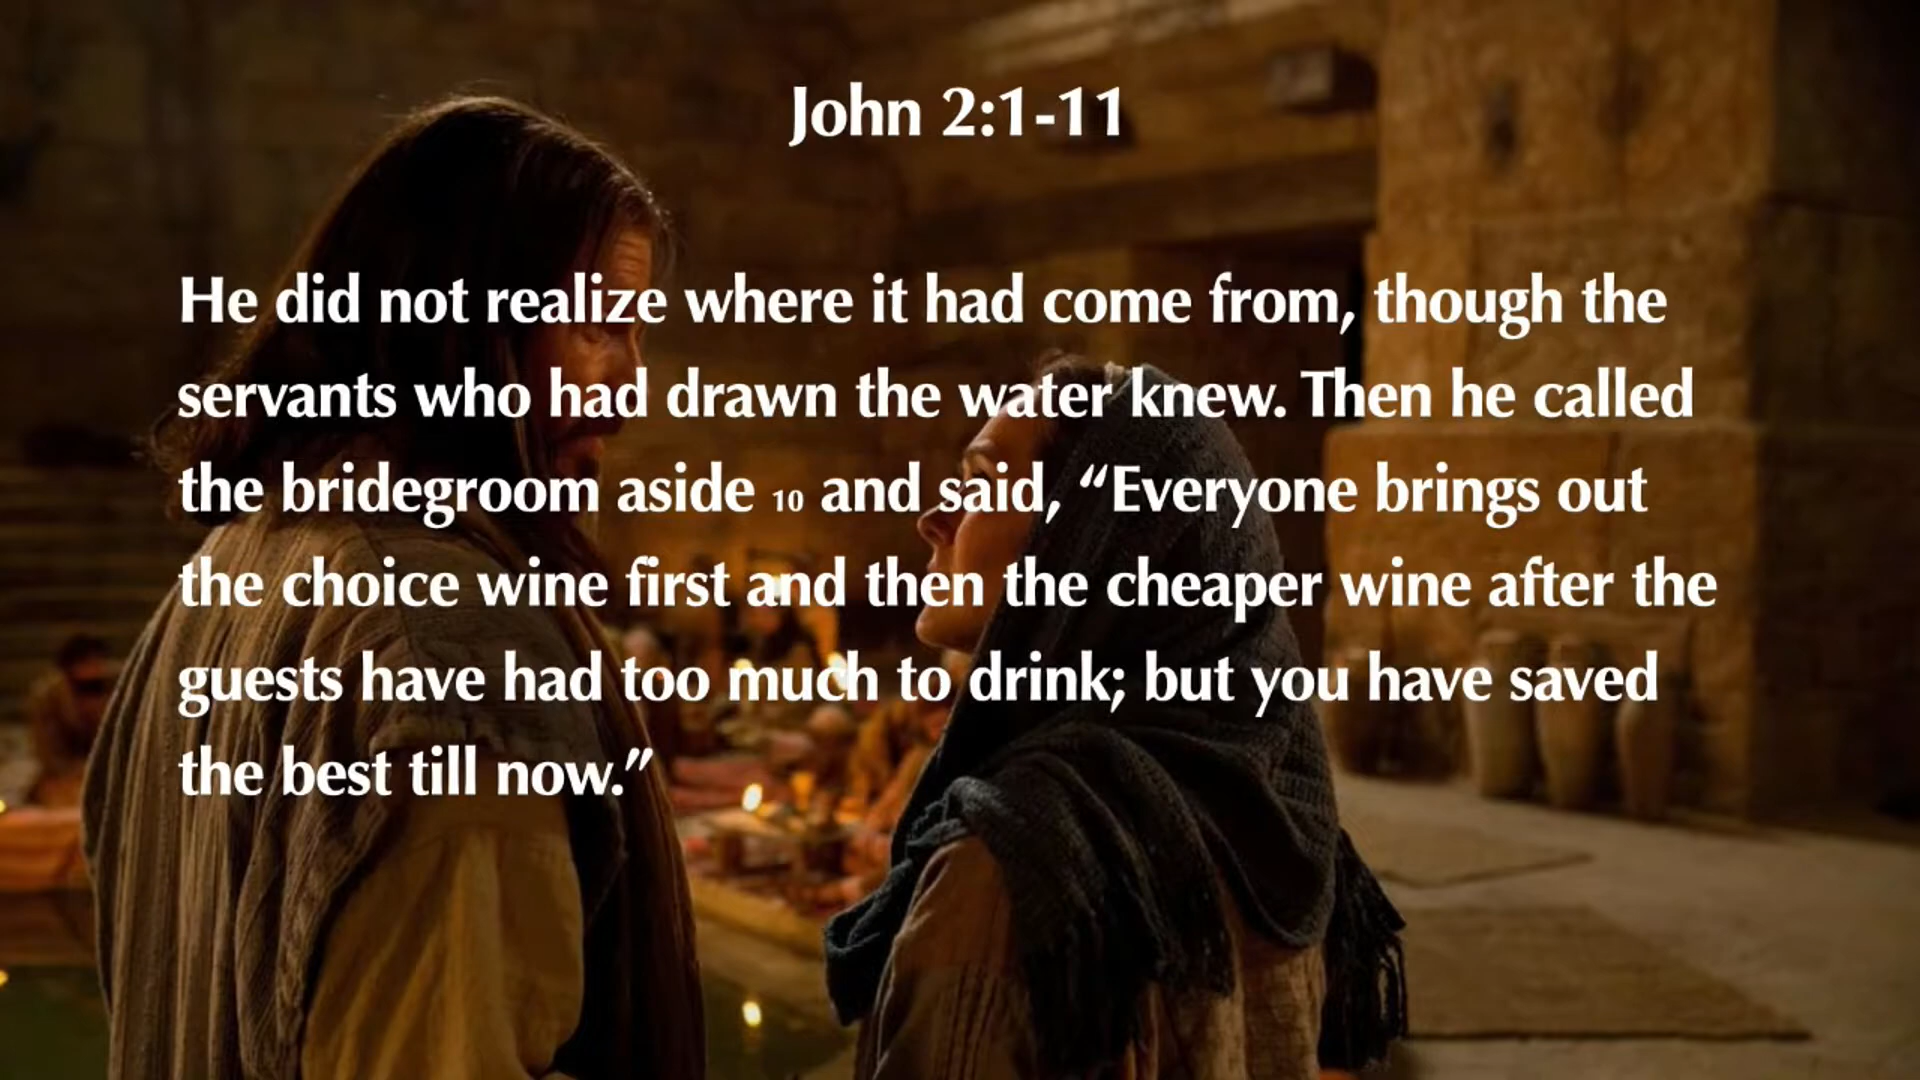 John 2:1-11
He did not realize where it had come from, though the
servants who had drawn the water knew. Then he called
the bridegroom aside 10 and said, “Everyone brings out
the choice wine first and then the cheaper wine after the
guests have had too much to drink; but you have saved
the best till now.”